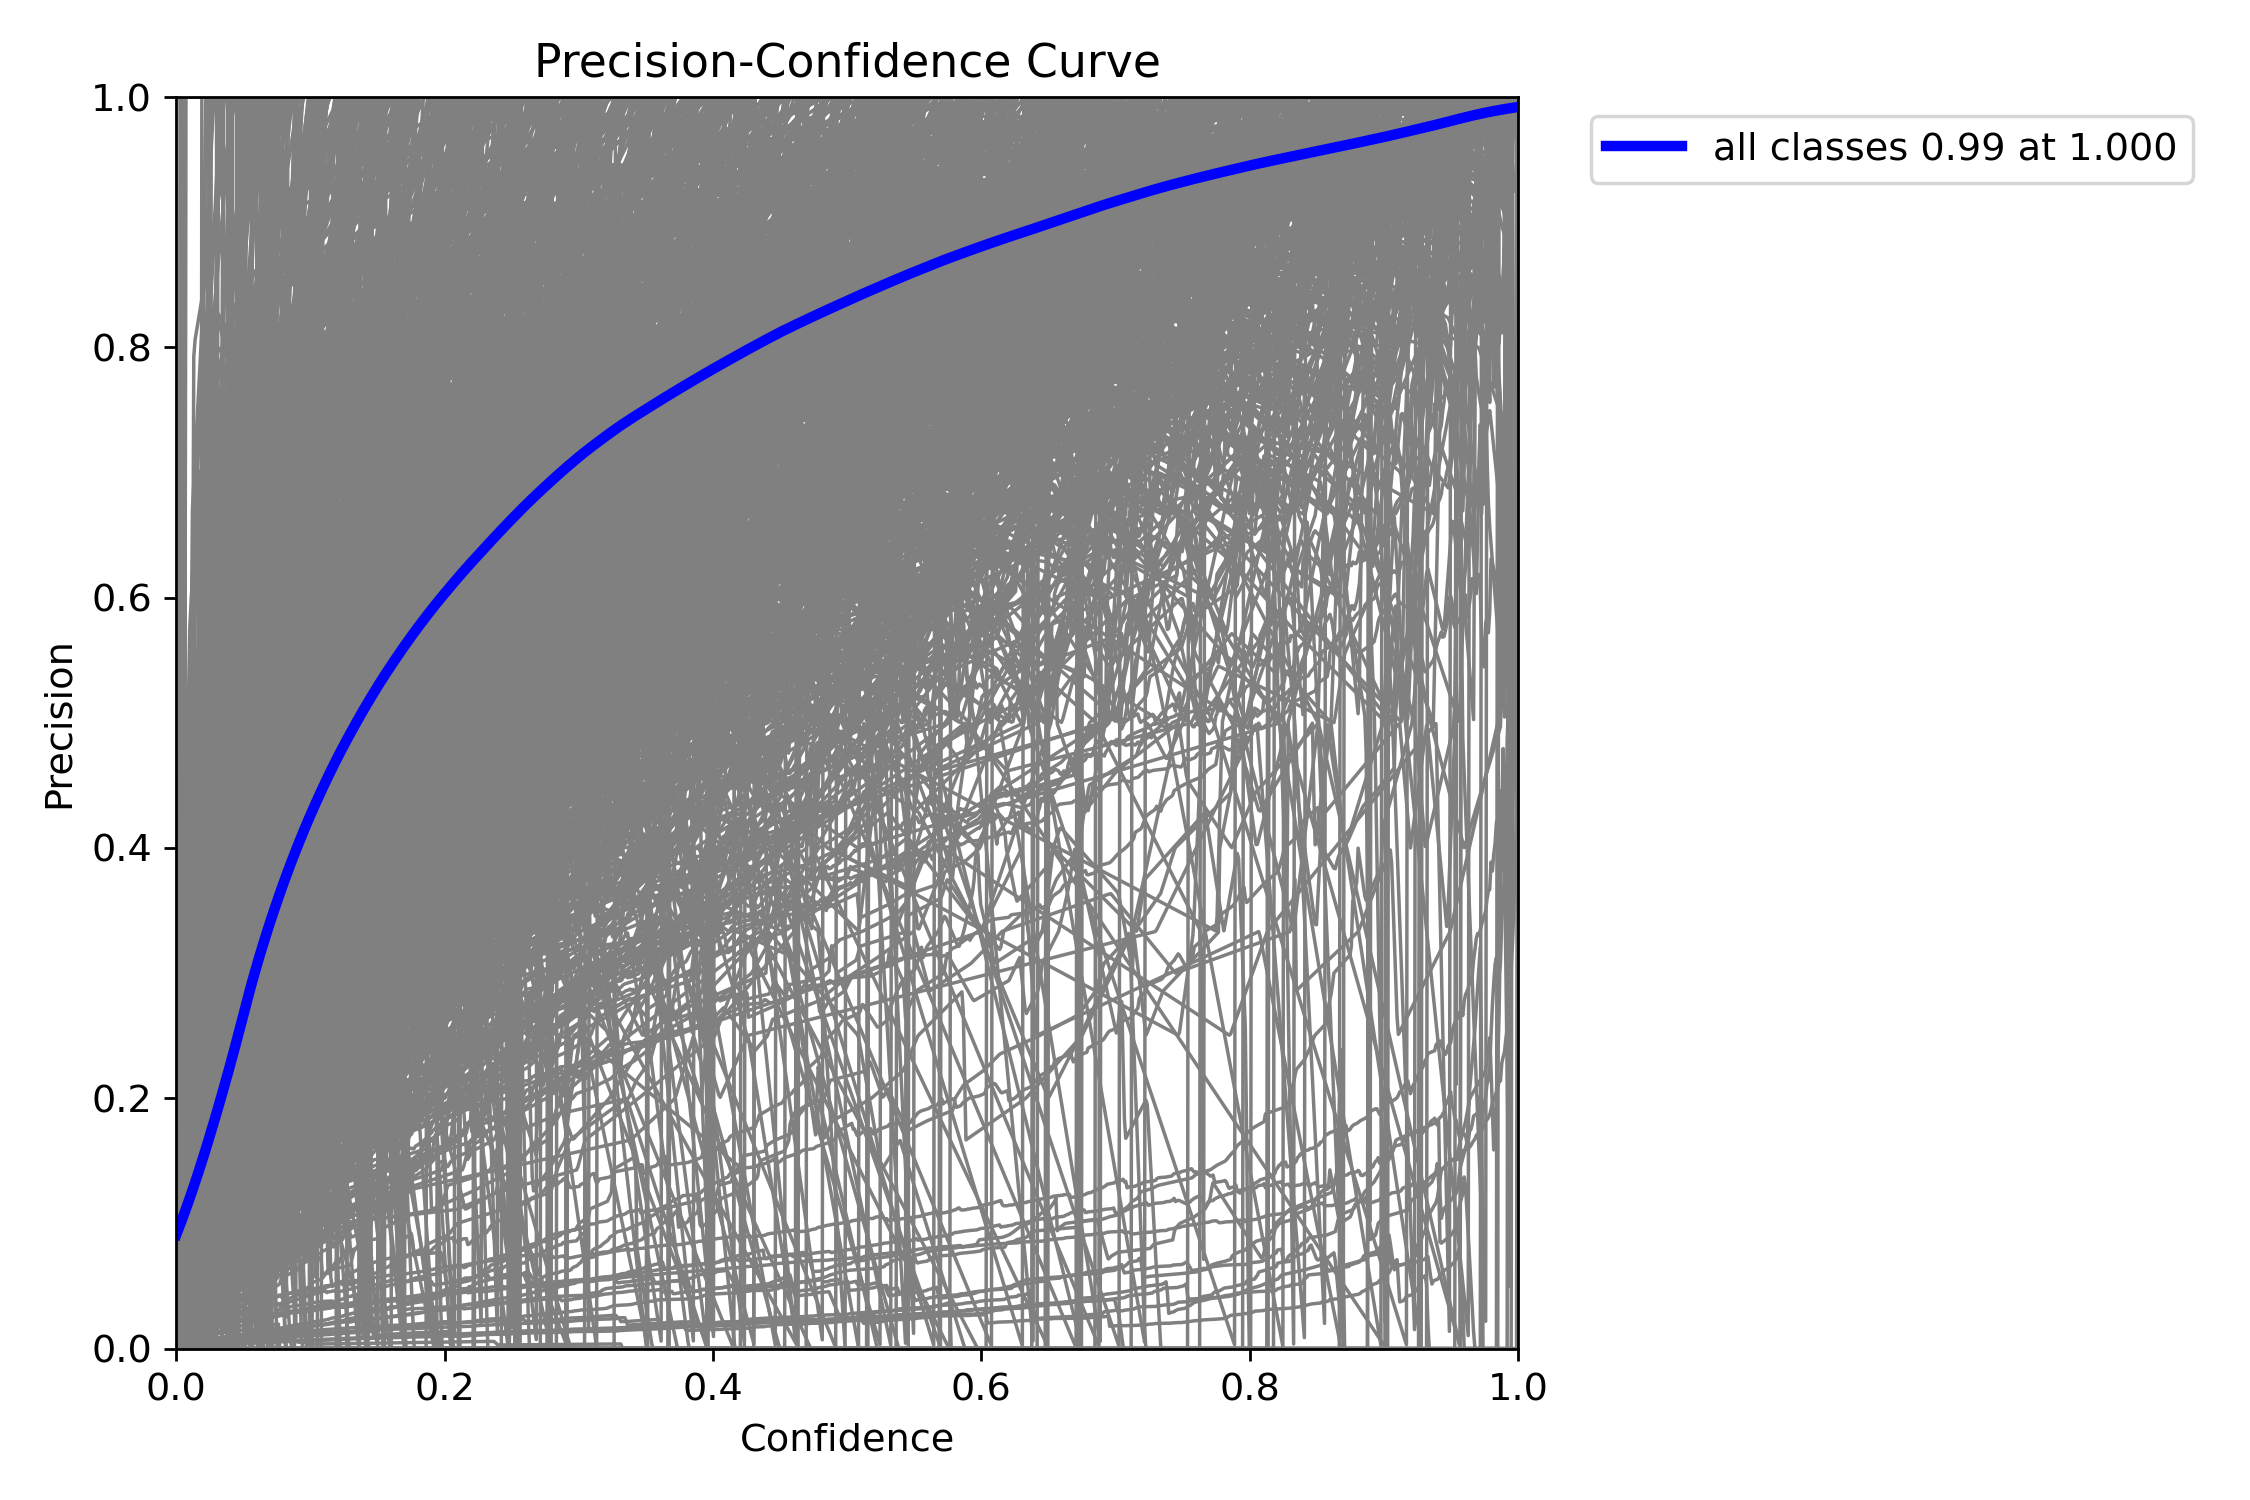 Precision-Confidence Curve
all classes 0.99 at 1.000
1.0
0.8
0.6
0.4
0.2
0.0
Precision
0.0 0.2 0.4 0.6 0.8 1.0
Confidence